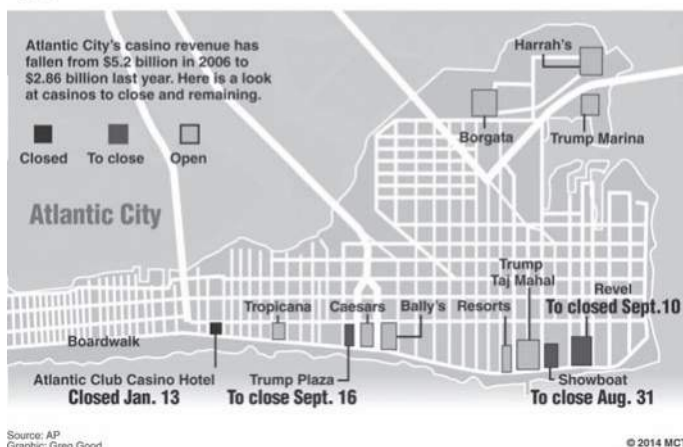 Atlantic City's casino revenue has
fallen from $5.2 billion in 2006 to
$2.86 billion last year. Here is a look
at casinos to close and remaining.
Closed
To close
Open
Harrah's
Borgata
Trump Marina
Atlantic City
Trump
Taj Mahal
Revel
To closed Sept.10
Tropicana
Caesars
Bally's
Resorts
Boardwalk
Atlantic Club Casino Hotel
Closed Jan. 13
Trump Plaza
To close Sept. 16
Showboat
To close Aug. 31
Source: AP
Graphic: Greg Good
© 2014 MCT